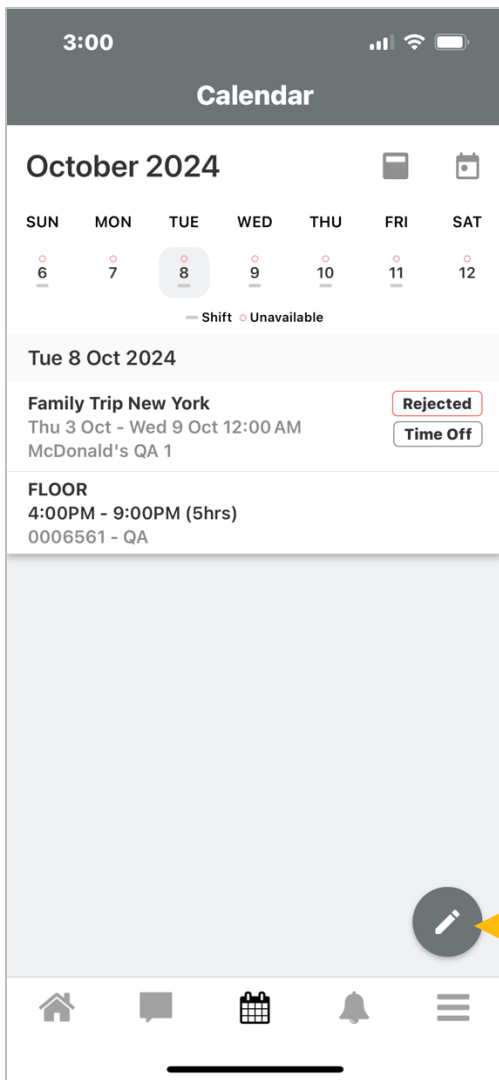 3:00
Calendar
October 2024
SUN MON TUE WED THU FRI SAT
6 7 8 9 10 11 12
Shift Unavailable
Tue 8 Oct 2024
Family Trip New York Rejected
Thu 3 Oct - Wed 9 Oct 12:00 AM Time Off
McDonald's QA 1
FLOOR
4:00PM - 9:00PM (5hrs)
0006561 - QA